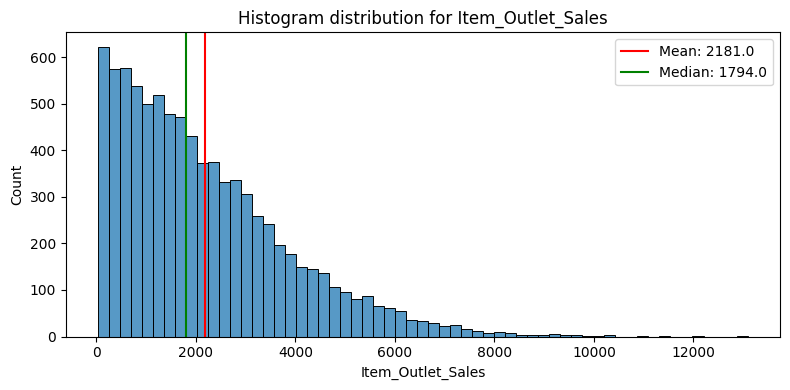 Histogram distribution for Item_Outlet_Sales
Mean: 2181.0
Median: 1794.0
600
500
400
300
200
100
0
Count
0 2000 4000 6000 8000 10000 12000
Item_Outlet_Sales